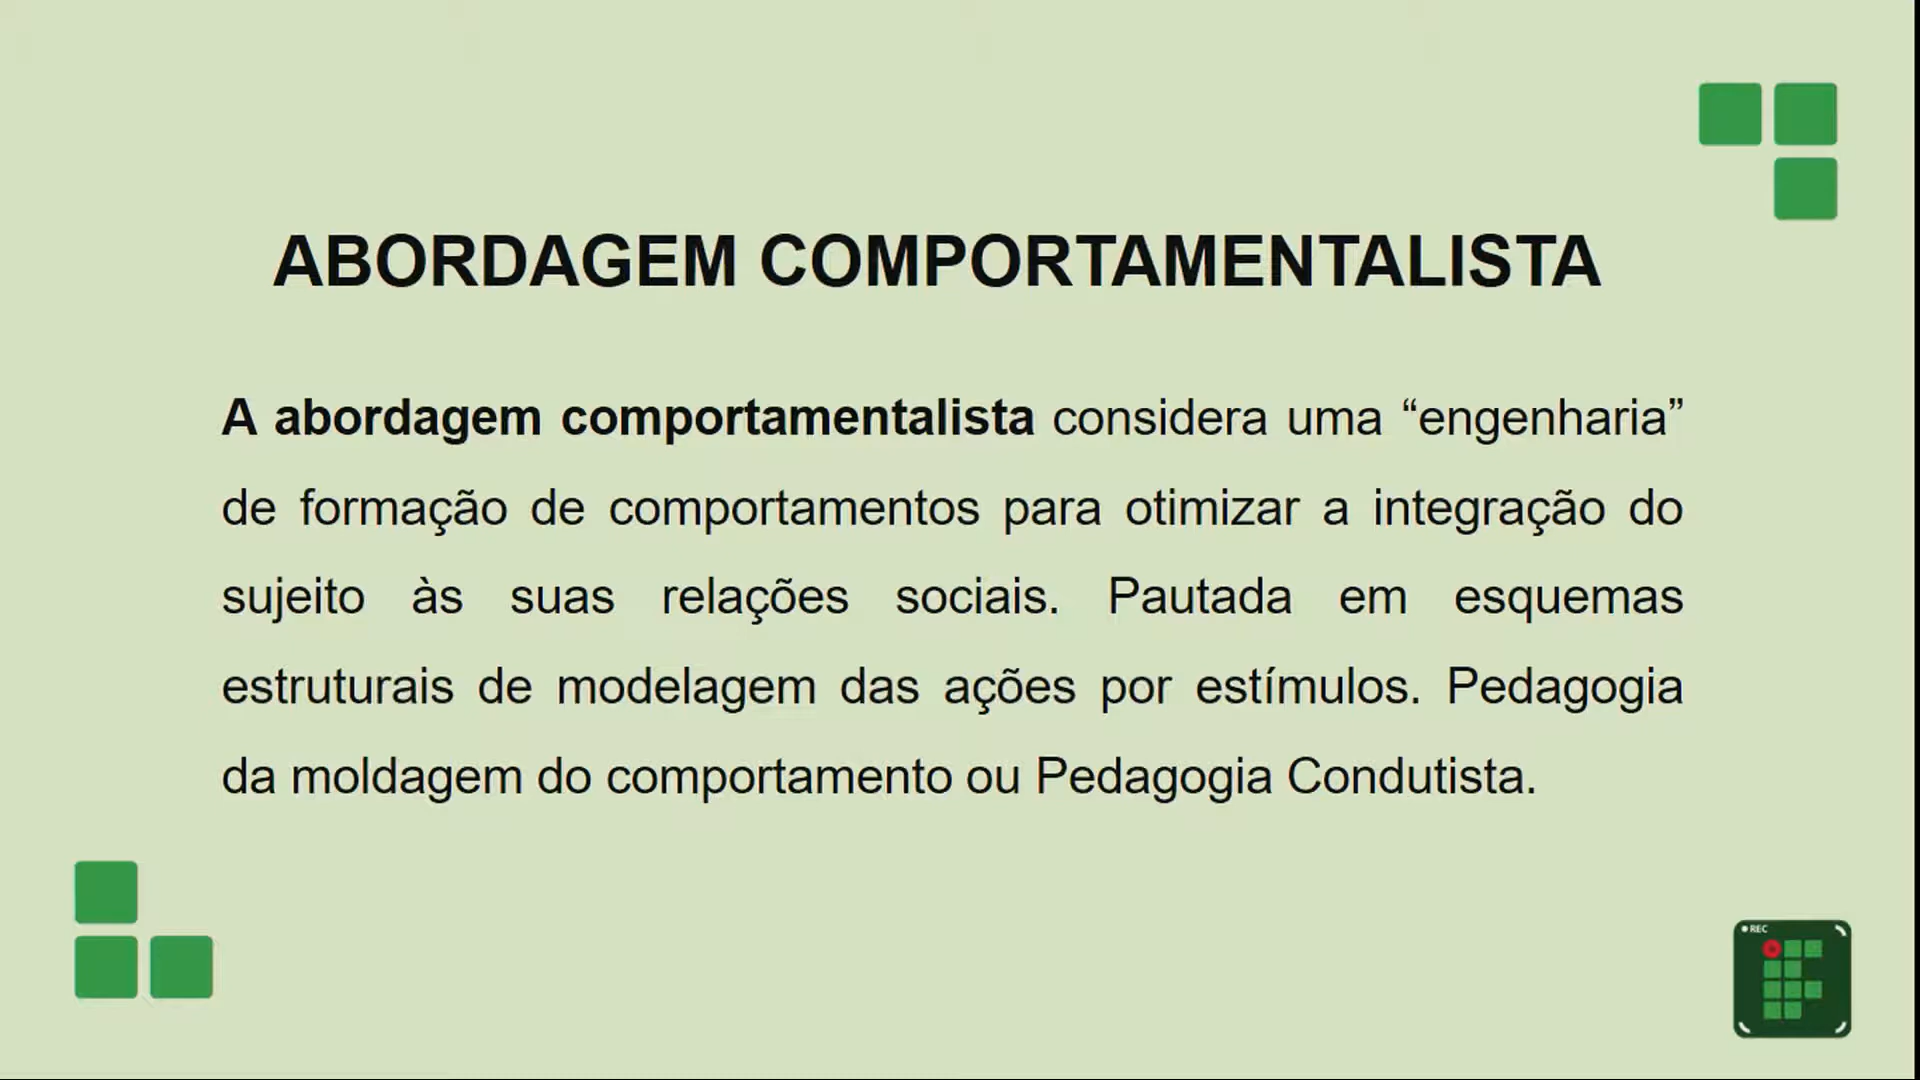 ABORDAGEM COMPORTAMENTALISTA
A abordagem comportamentalista considera uma “engenharia”
de formação de comportamentos para otimizar a integração do
sujeito às suas relações sociais. Pautada em esquemas
estruturais de modelagem das ações por estímulos. Pedagogia
da moldagem do comportamento ou Pedagogia Condutista.
REC